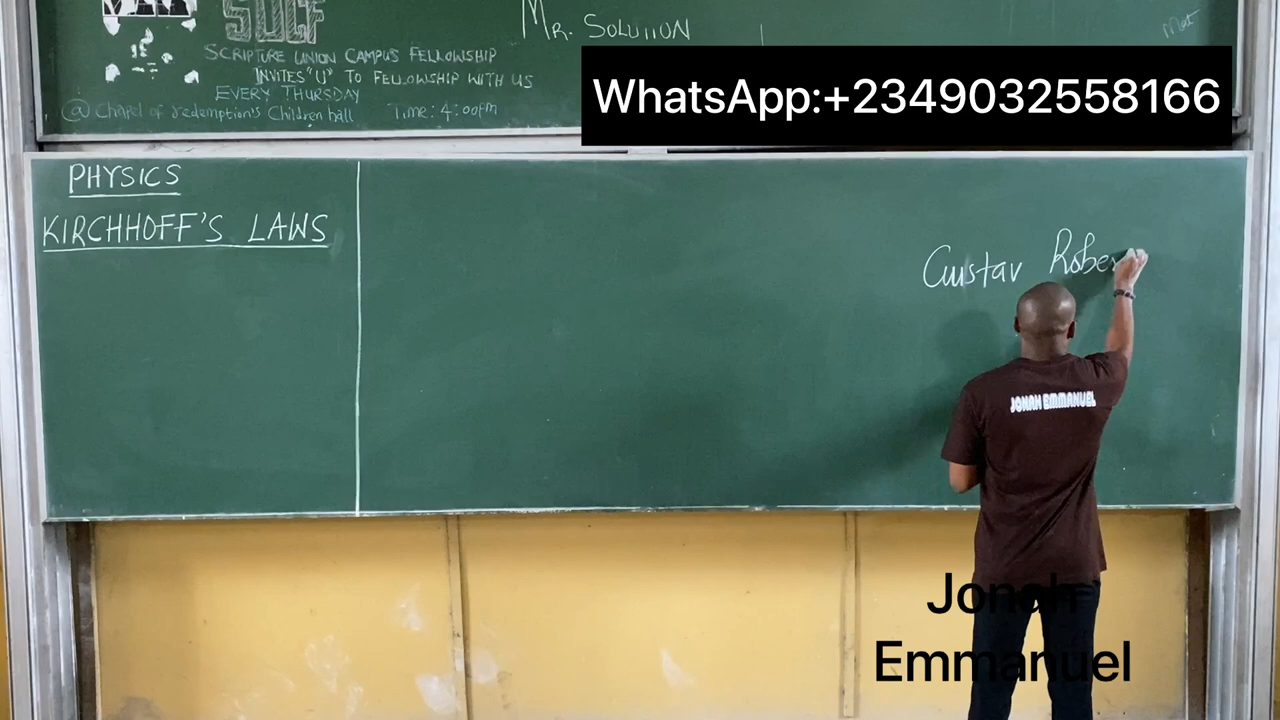 SUCF
MR. SOLUTION
SCRIPTURE UNION CAMPUS FELLOWSHIP
INVITES "U" TO FELLOWSHIP WITH US
EVERY THURSDAY
@ Chapel of redemption's Children hall Time: 4:00pm
WhatsApp:+2349032558166
PHYSICS
KIRCHHOFF'S LAWS
Gustav Rober
JONAH EMMANUEL
Jonah
Emmanuel